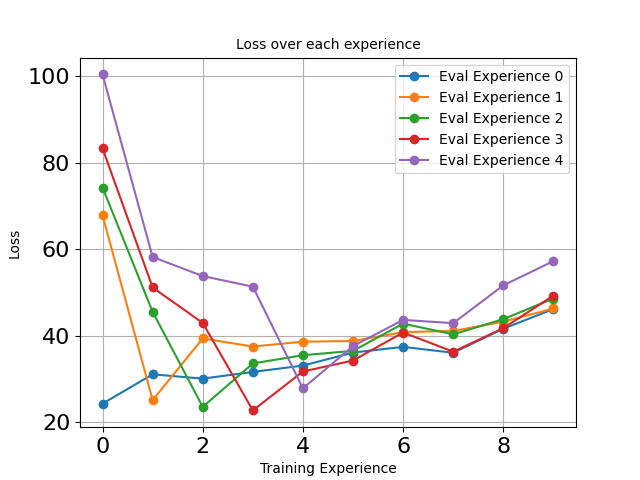 Loss over each experience
100
80
60
40
20
Loss
0
2
4
6
8
Training Experience
Eval Experience 0
Eval Experience 1
Eval Experience 2
Eval Experience 3
Eval Experience 4